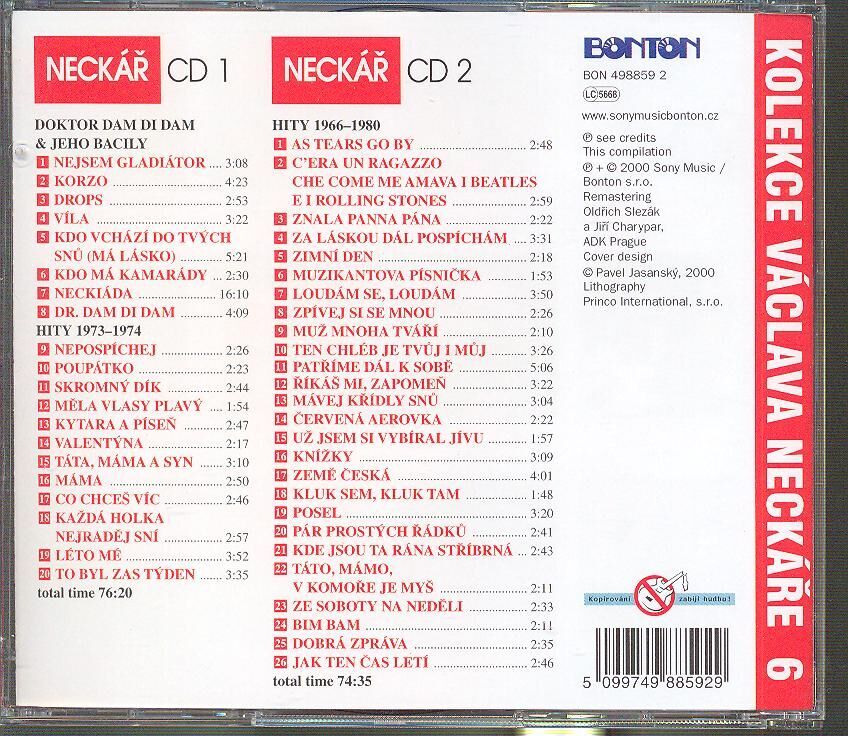 NECKÁŘ CD 1
DOKTOR DAM DI DAM
& JEHO BACILY
1 NEJSEM GLADIÁTOR .... 3:08
2 KORZO .... 4:23
3 DROPS .... 2:53
4 VÍLA .... 3:22
5 KDO VCHÁZÍ DO TVÝCH
SNŮ (MÁ LÁSKO) .... 5:21
6 KDO MÁ KAMARÁDY .... 2:30
7 NECKIÁDA .... 16:10
8 DR. DAM DI DAM .... 4:09
HITY 1973–1974
9 NEPOSPÍCHEJ .... 2:26
10 POUPÁTKO .... 2:23
11 SKROMNÝ DÍK .... 2:44
12 MĚLA VLASY PLAVÝ .... 1:54
13 KYTARA A PÍSEŇ .... 2:47
14 VALENTÝNA .... 2:17
15 TÁTA, MÁMA A SYN .... 3:10
16 MÁMA .... 2:50
17 CO CHCEŠ VÍC .... 2:46
18 KAŽDÁ HOLKA
NEJRADĚJ SNÍ .... 2:57
19 LÉTO MÉ .... 3:52
20 TO BYL ZAS TÝDEN .... 3:35
total time 76:20
NECKÁŘ CD 2
HITY 1966–1980
1 AS TEARS GO BY .... 2:48
2 C'ERA UN RAGAZZO
CHE COME ME AMAVA I BEATLES
E I ROLLING STONES .... 2:59
3 ZNALA PANNA PÁNA .... 2:22
4 ZA LÁSKOU DÁL POSPÍCHÁM .... 3:31
5 ZIMNÍ DEN .... 2:18
6 MUZIKANTOVA PÍSNIČKA .... 1:53
7 LOUDÁM SE, LOUDÁM .... 3:50
8 ZPÍVEJ SI SE MNOU .... 2:26
9 MUŽ MNOHA TVÁŘÍ .... 2:10
10 TEN CHLÉB JE TVŮJ I MŮJ .... 3:26
11 PATŘÍME DÁL K SOBĚ .... 5:06
12 ŘÍKÁŠ MI, ZAPOMEŇ .... 3:22
13 MÁVEJ KŘÍDLY SNŮ .... 3:04
14 ČERVENÁ AEROVKA .... 2:22
15 UŽ JSEM SI VYBÍRAL JÍVU .... 1:57
16 KNÍŽKY .... 3:09
17 ZEMĚ ČESKÁ .... 4:01
18 KLUK SEM, KLUK TAM .... 1:48
19 POSEL .... 3:20
20 PÁR PROSTÝCH ŘÁDKŮ .... 2:41
21 KDE JSOU TA RÁNA STŘÍBRNÁ .... 2:43
22 TÁTO, MÁMO,
V KOMOŘE JE MYŠ .... 2:11
23 ZE SOBOTY NA NEDĚLI .... 2:33
24 BIM BAM .... 2:11
25 DOBRÁ ZPRÁVA .... 2:35
26 JAK TEN ČAS LETÍ .... 2:46
total time 74:35
BONTON
BON 498859 2
LC 5668
www.sonymusicbonton.cz
℗ see credits
This compilation
℗ + © 2000 Sony Music /
Bonton s.r.o.
Remastering
Oldřich Slezák
a Jiří Charypar,
ADK Prague
Cover design
© Pavel Jasanský, 2000
Lithography
Princo International, s.r.o.
Kopírování zabíjí hudbu!
5 099749 885929
KOLEKCE VÁCLAVA NECKÁŘE 6